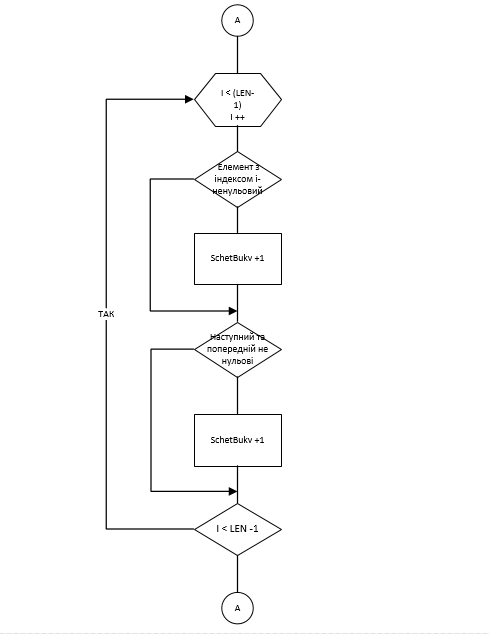 A
I < (LEN-
1)
I ++
Елемент з
індексом і-
ненульовий
SchetBukv +1
ТАК
Наступний та
попередній не
нульові
SchetBukv +1
I < LEN -1
A